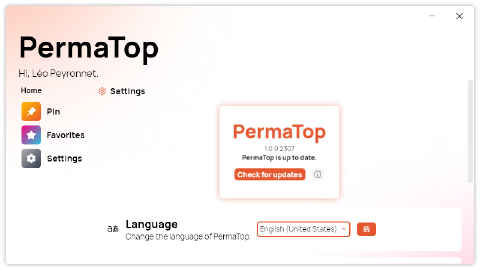 PermaTop
Hi, Léo Peyronnet.
Home
Settings
Pin
Favorites
Settings
PermaTop
1.0.0.2307
PermaTop is up to date.
Check for updates
Language
Change the language of PermaTop.
English (United States)